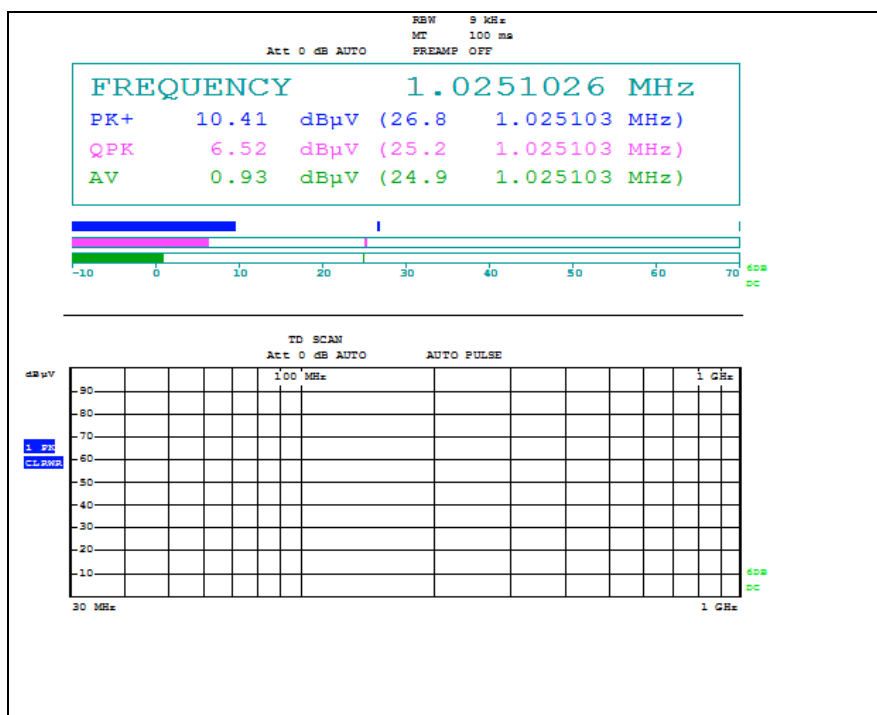 RBW 9 kHz
MT 100 ms
Att 0 dB AUTO PREAMP OFF
FREQUENCY 1.0251026 MHz
PK+ 10.41 dBµV (26.8 1.025103 MHz)
QPK 6.52 dBµV (25.2 1.025103 MHz)
AV 0.93 dBµV (24.9 1.025103 MHz)
-10 0 10 20 30 40 50 60 70
6DB
DC
TD SCAN
Att 0 dB AUTO AUTO PULSE
dBµV
100 MHz 1 GHz
90
80
70
1 PK
60
CLRWR
50
40
30
20
10
6DB
DC
30 MHz 1 GHz